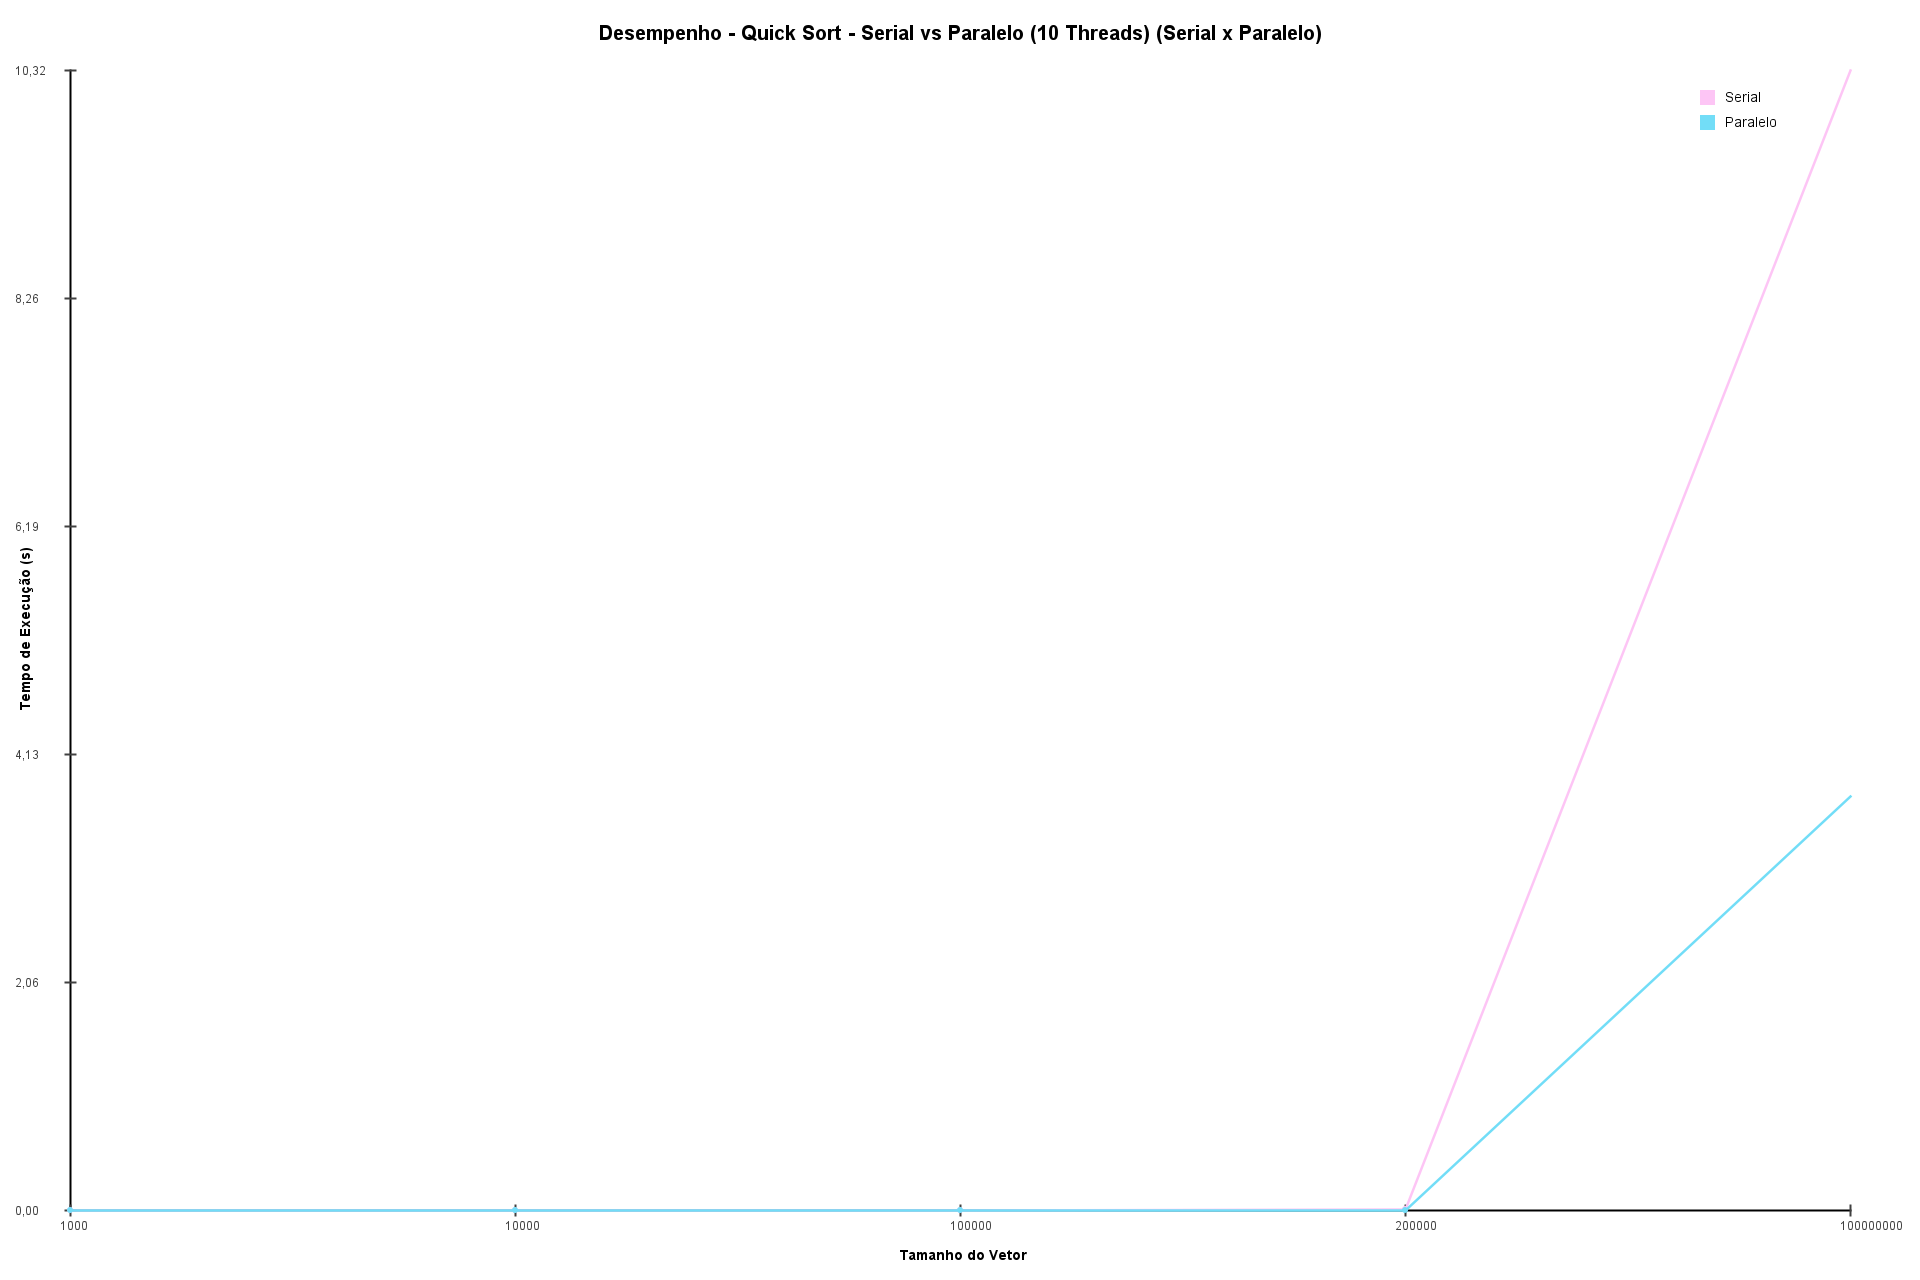 Desempenho - Quick Sort - Serial vs Paralelo (10 Threads) (Serial x Paralelo)
10,32
Serial
Paralelo
8,26
6,19
Tempo de Execução (s)
4,13
2,06
0,00
1000 10000 100000 200000 100000000
Tamanho do Vetor